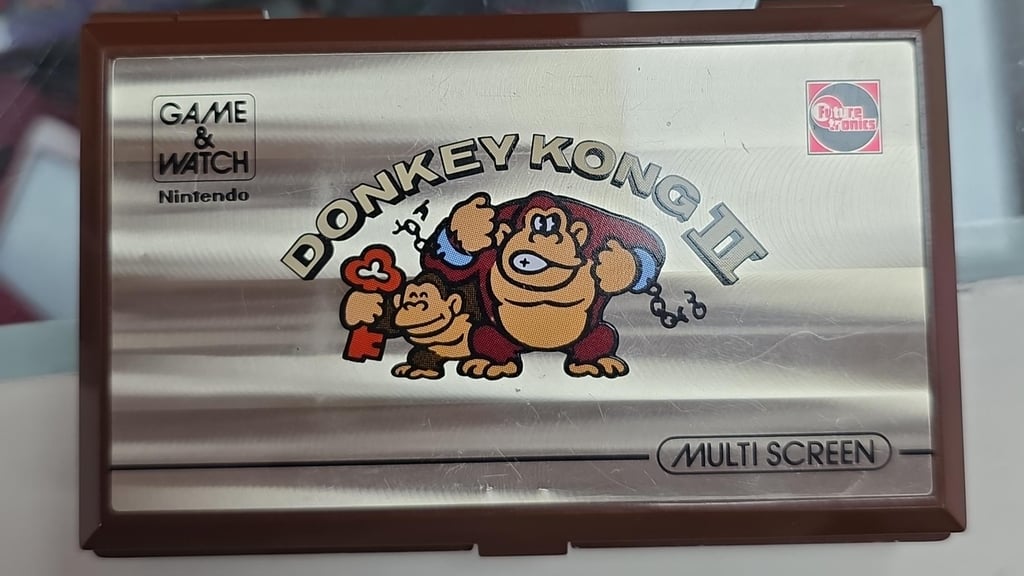 GAME
&
WATCH
Nintendo
Future
tronics
DONKEY KONG II
MULTI SCREEN